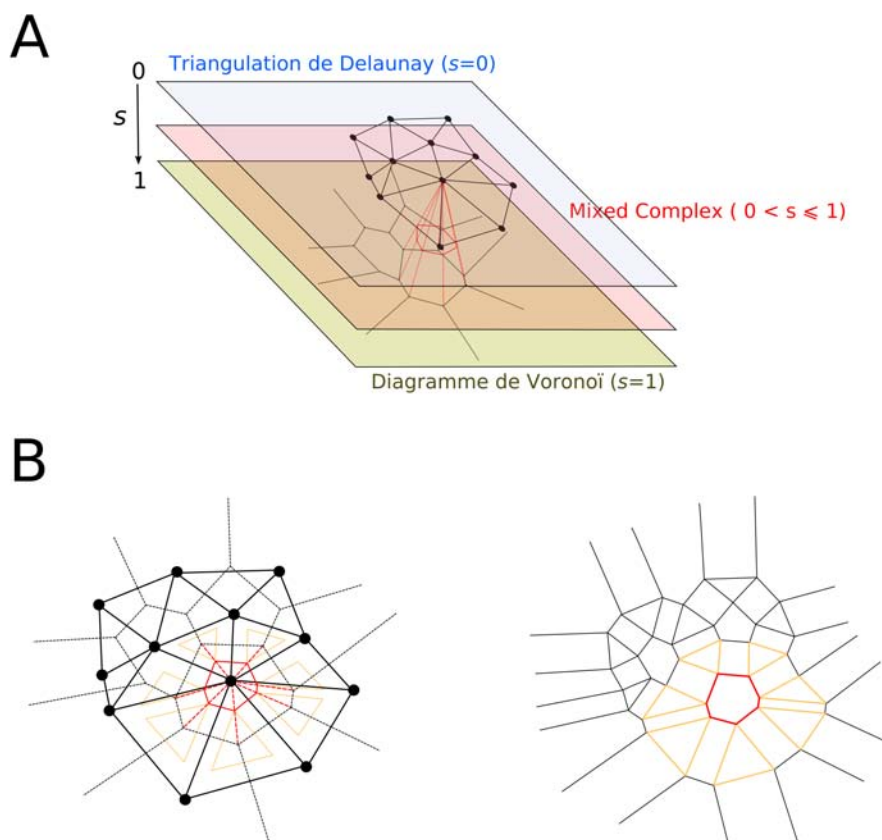 A
Triangulation de Delaunay (s=0)
0
s
1
Mixed Complex ( 0 < s ⩽ 1)
Diagramme de Voronoï (s=1)
B